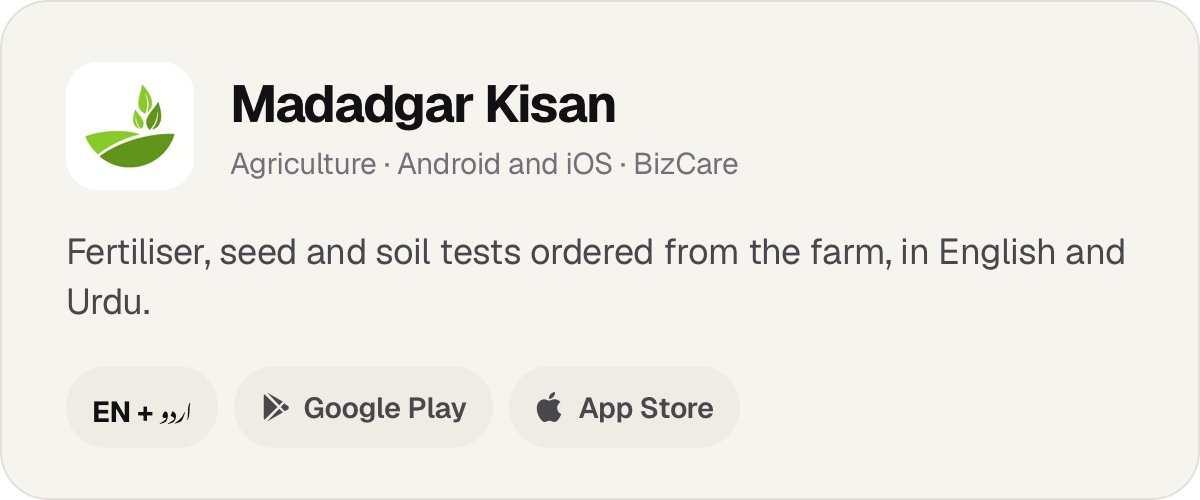 Madadgar Kisan
Agriculture · Android and iOS · BizCare
Fertiliser, seed and soil tests ordered from the farm, in English and
Urdu.
EN + اردو
Google Play
App Store